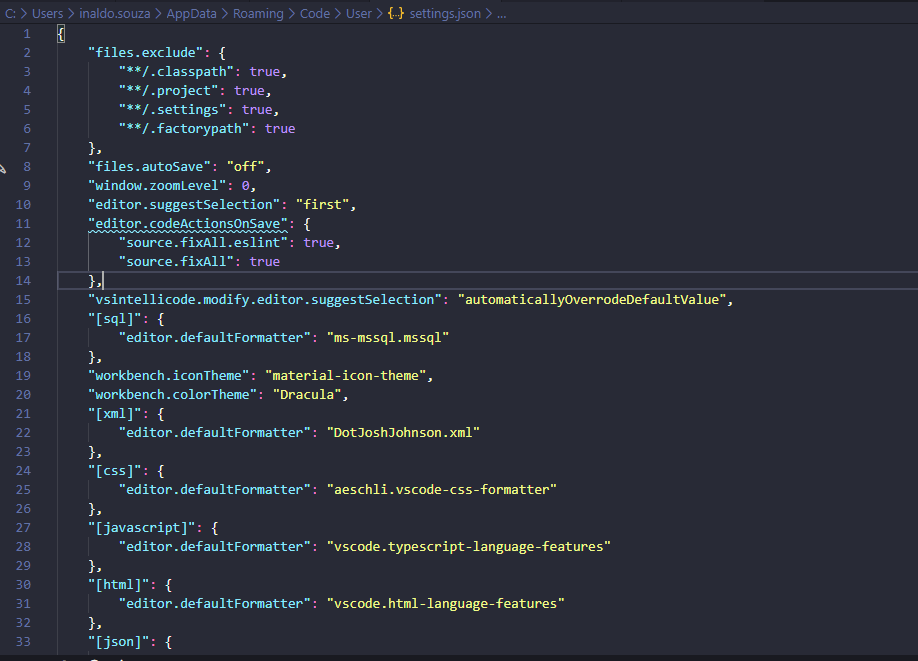 C: > Users > inaldo.souza > AppData > Roaming > Code > User > {..} settings.json > ...
1 {
2 "files.exclude": {
3 "**/.classpath": true,
4 "**/.project": true,
5 "**/.settings": true,
6 "**/.factorypath": true
7 },
8 "files.autoSave": "off",
9 "window.zoomLevel": 0,
10 "editor.suggestSelection": "first",
11 "editor.codeActionsOnSave": {
12 "source.fixAll.eslint": true,
13 "source.fixAll": true
14 },
15 "vsintellicode.modify.editor.suggestSelection": "automaticallyOverrodeDefaultValue",
16 "[sql]": {
17 "editor.defaultFormatter": "ms-mssql.mssql"
18 },
19 "workbench.iconTheme": "material-icon-theme",
20 "workbench.colorTheme": "Dracula",
21 "[xml]": {
22 "editor.defaultFormatter": "DotJoshJohnson.xml"
23 },
24 "[css]": {
25 "editor.defaultFormatter": "aeschli.vscode-css-formatter"
26 },
27 "[javascript]": {
28 "editor.defaultFormatter": "vscode.typescript-language-features"
29 },
30 "[html]": {
31 "editor.defaultFormatter": "vscode.html-language-features"
32 },
33 "[json]": {